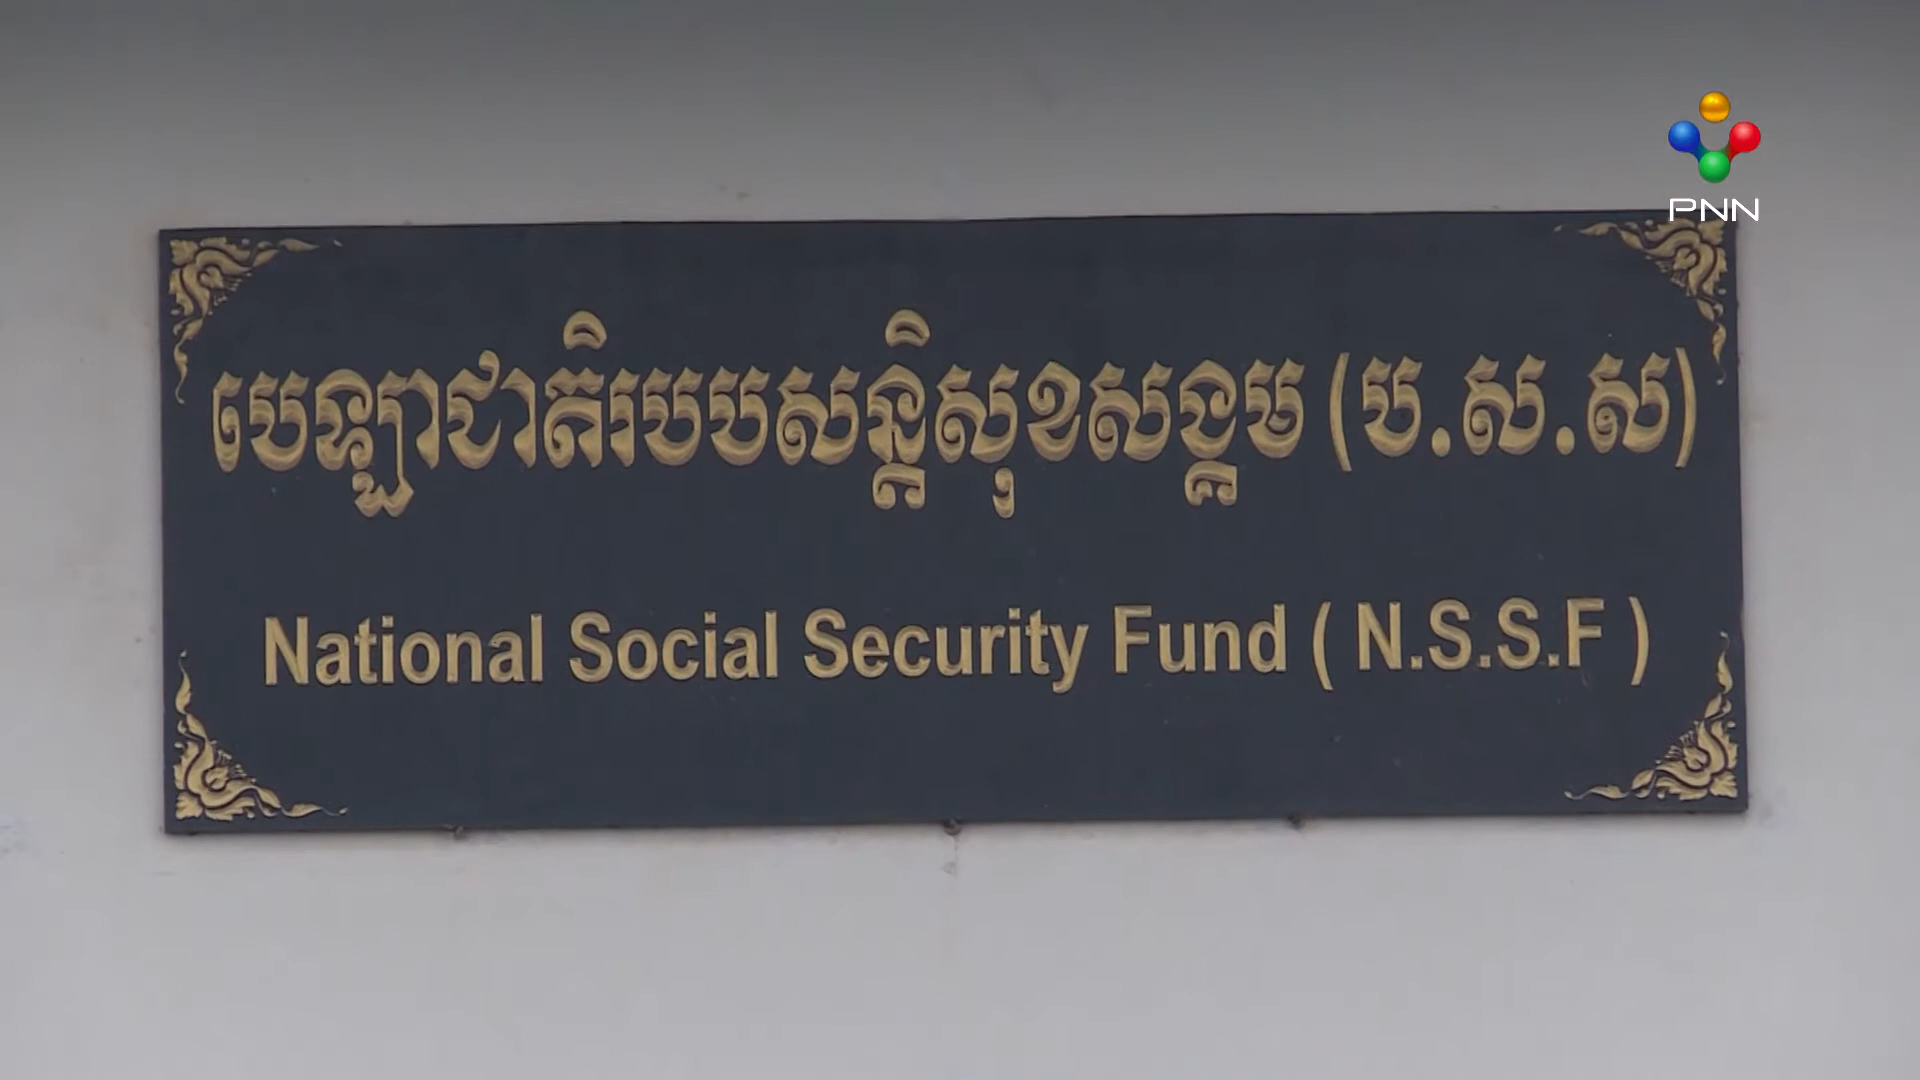 PNN
បេឡាជាតិរបបសន្តិសុខសង្គម (ប.ស.ស)
National Social Security Fund ( N.S.S.F )